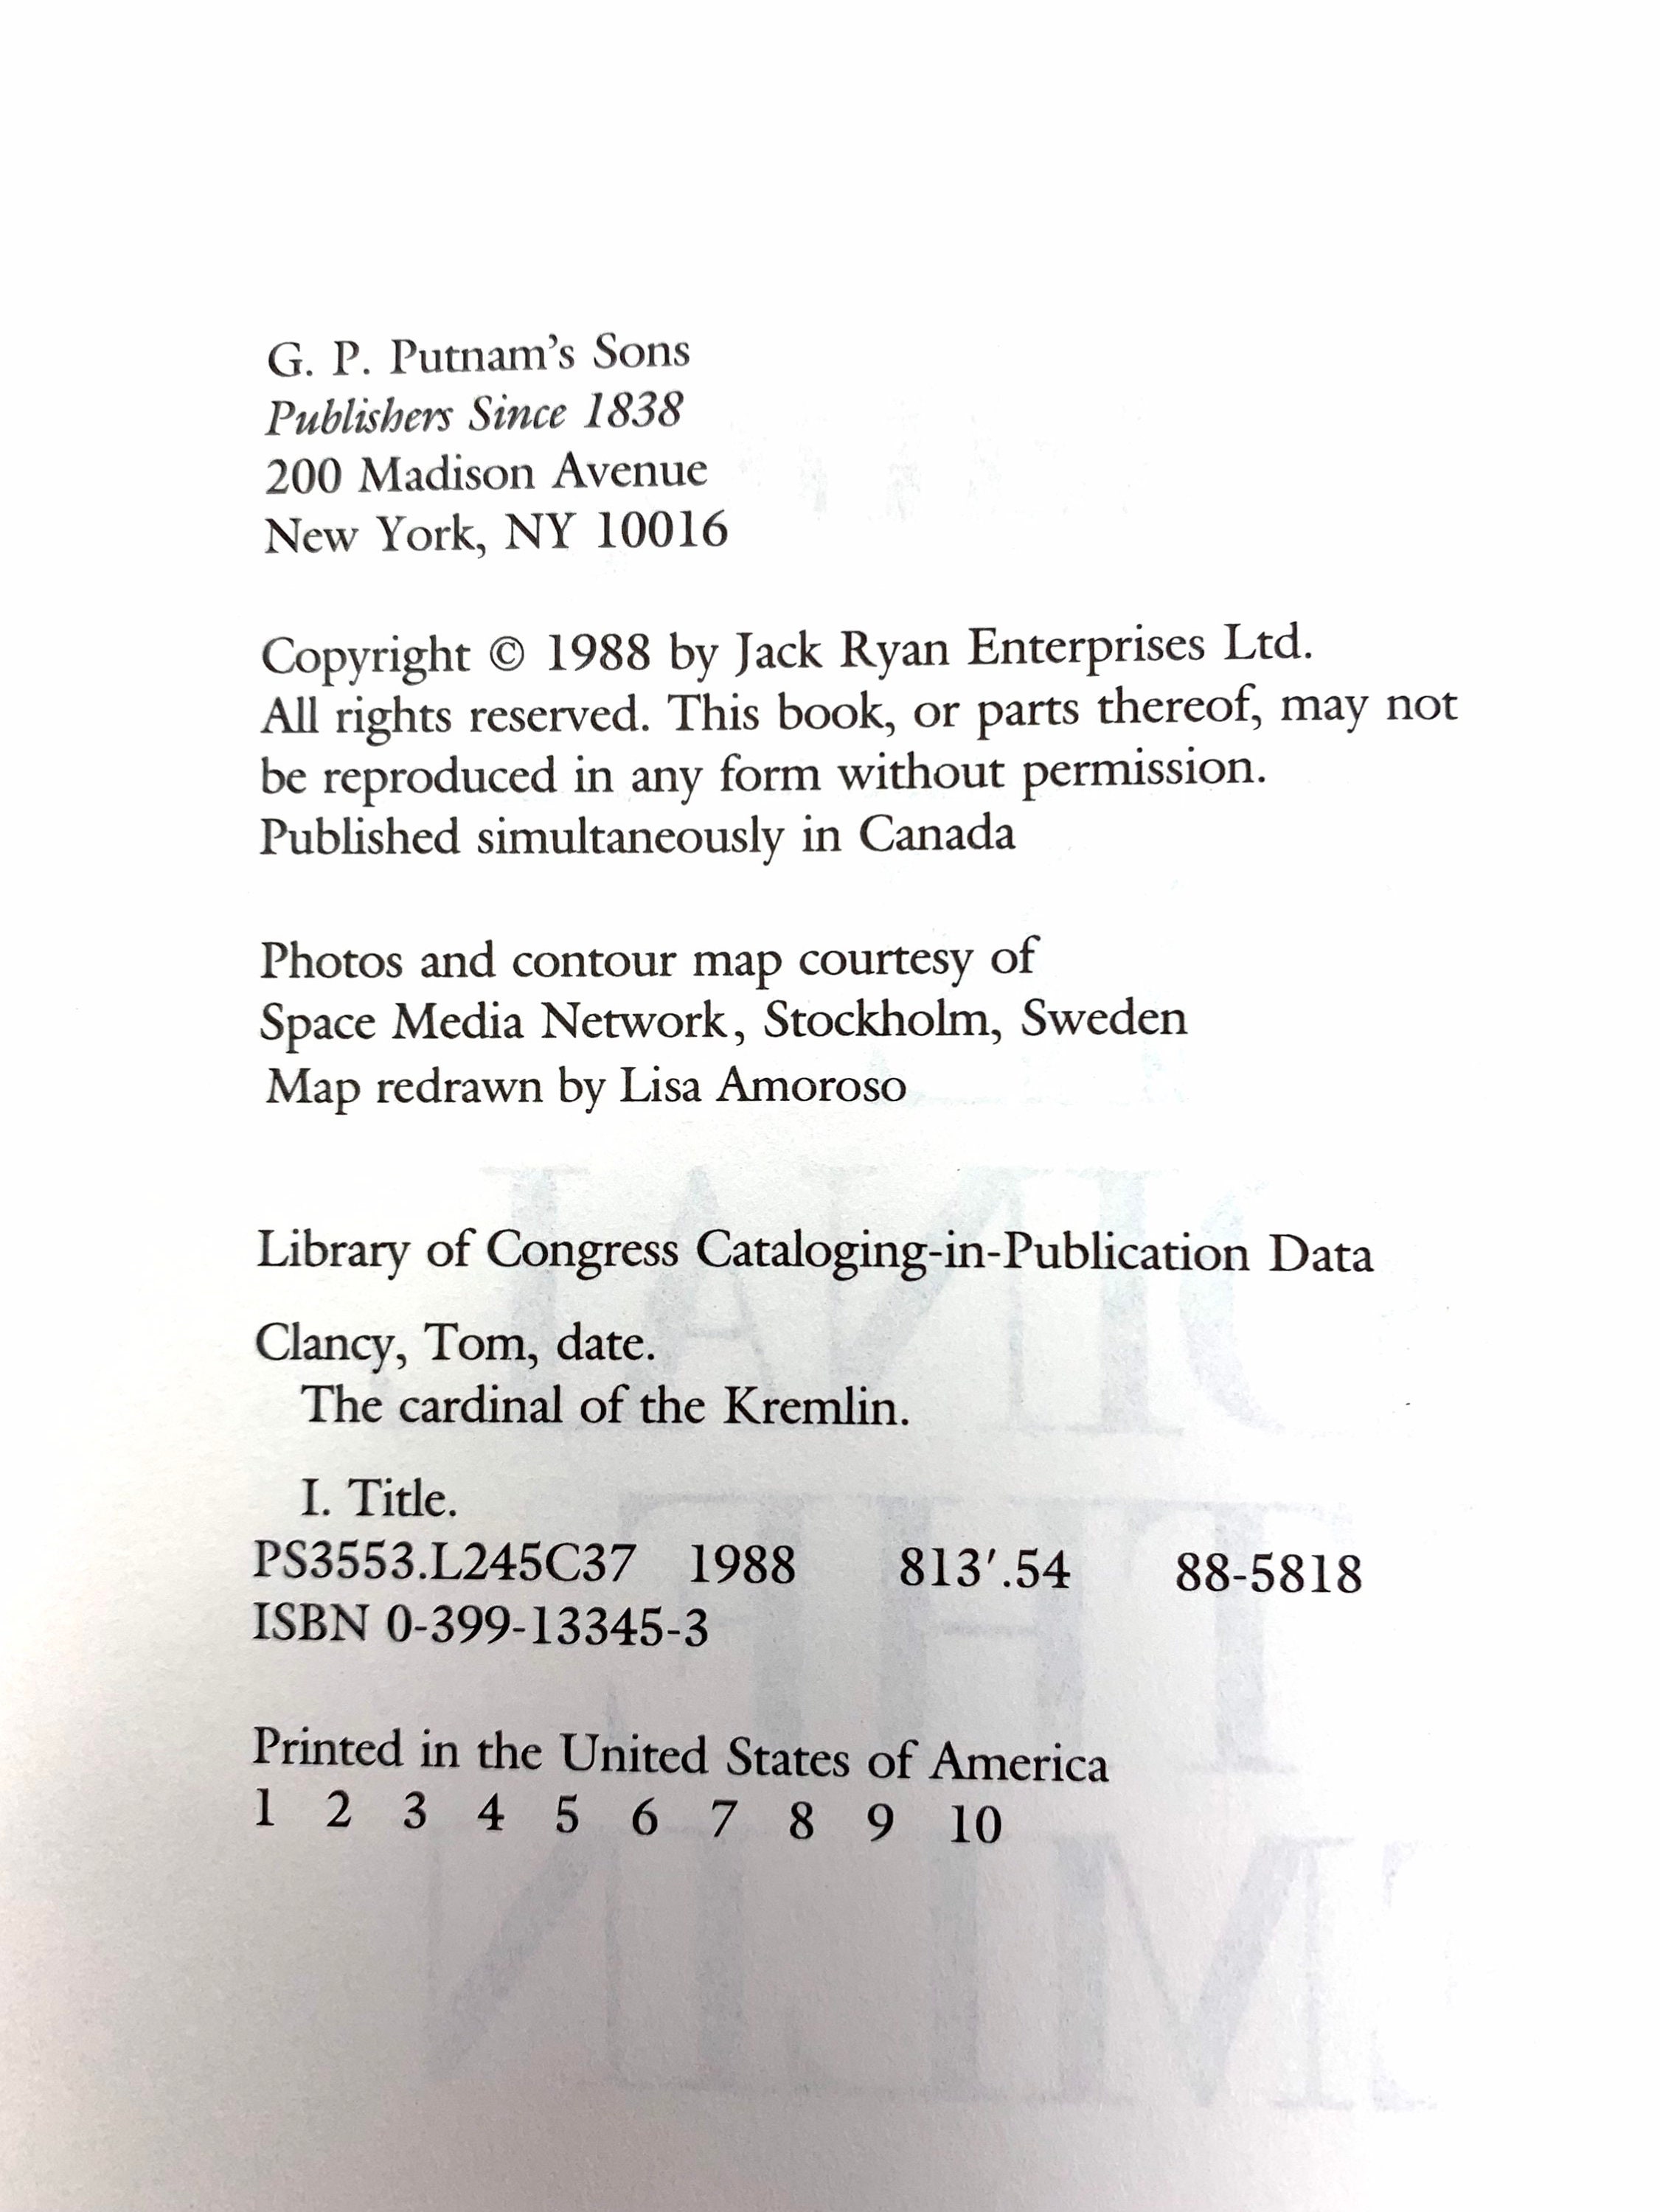 G. P. Putnam's Sons
Publishers Since 1838
200 Madison Avenue
New York, NY 10016
Copyright © 1988 by Jack Ryan Enterprises Ltd.
All rights reserved. This book, or parts thereof, may not
be reproduced in any form without permission.
Published simultaneously in Canada
Photos and contour map courtesy of
Space Media Network, Stockholm, Sweden
Map redrawn by Lisa Amoroso
Library of Congress Cataloging-in-Publication Data
Clancy, Tom, date.
The cardinal of the Kremlin.
I. Title.
PS3553.L245C37 1988 813′.54 88-5818
ISBN 0-399-13345-3
Printed in the United States of America
1 2 3 4 5 6 7 8 9 10